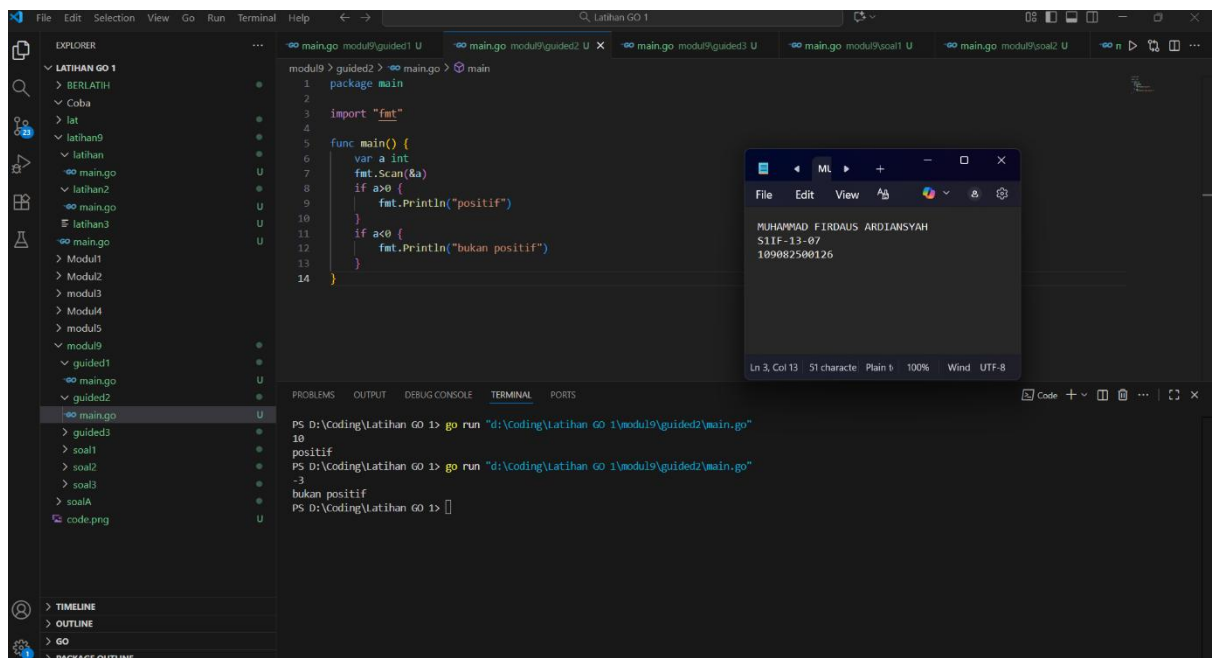 File Edit Selection View Go Run Terminal Help
Latihan GO 1
EXPLORER
LATIHAN GO 1
BERLATIH
Coba
lat
latihan9
latihan
main.go U
latihan2
main.go U
latihan3 U
main.go U
Modul1
Modul2
modul3
Modul4
modul5
modul9
guided1
main.go U
guided2
main.go U
guided3
soal1
soal2
soal3
soalA
code.png U
TIMELINE
OUTLINE
GO
PACKAGE OUTLINE
23
1
main.go modul9\guided1 U main.go modul9\guided2 U main.go modul9\guided3 U main.go modul9\soal1 U main.go modul9\soal2 U
modul9 > guided2 > main.go > main
1 package main
2
3 import "fmt"
4
5 func main() {
6 var a int
7 fmt.Scan(&a)
8 if a>0 {
9 fmt.Println("positif")
10 }
11 if a<0 {
12 fmt.Println("bukan positif")
13 }
14 }
MU
File Edit View
MUHAMMAD FIRDAUS ARDIANSYAH
S1IF-13-07
109082500126
Ln 3, Col 13 51 characte Plain t 100% Wind UTF-8
PROBLEMS OUTPUT DEBUG CONSOLE TERMINAL PORTS
Code
PS D:\Coding\Latihan GO 1> go run "d:\Coding\Latihan GO 1\modul9\guided2\main.go"
10
positif
PS D:\Coding\Latihan GO 1> go run "d:\Coding\Latihan GO 1\modul9\guided2\main.go"
-3
bukan positif
PS D:\Coding\Latihan GO 1>